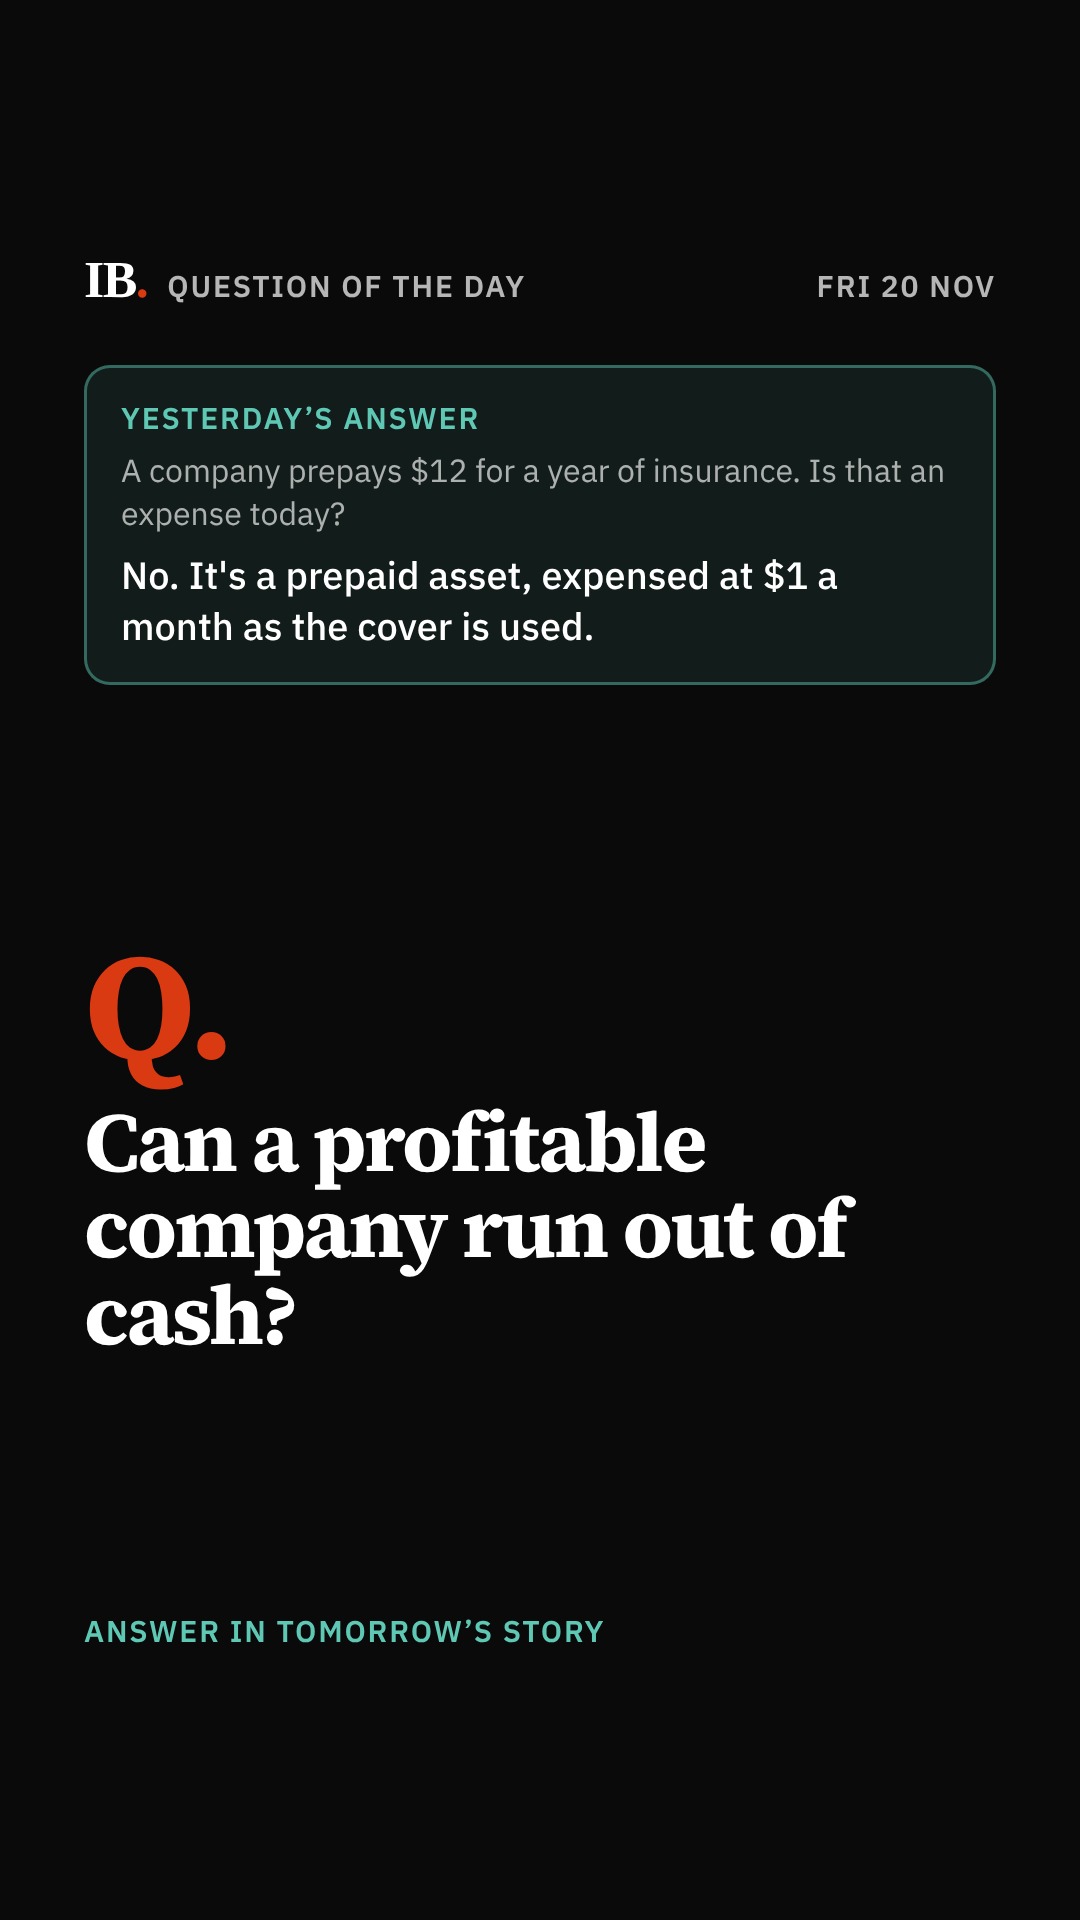 IB. QUESTION OF THE DAY
FRI 20 NOV
YESTERDAY’S ANSWER
A company prepays $12 for a year of insurance. Is that an
expense today?
No. It's a prepaid asset, expensed at $1 a
month as the cover is used.
Q.
Can a profitable
company run out of
cash?
ANSWER IN TOMORROW’S STORY